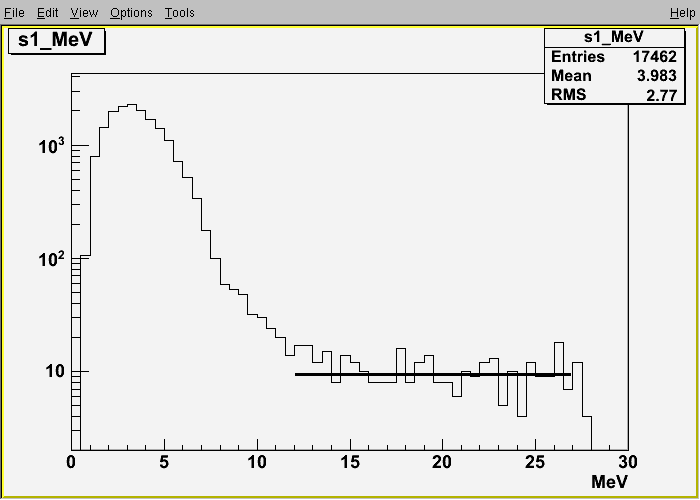 File Edit View Options Tools Help
s1_MeV
s1_MeV
Entries 17462
Mean 3.983
RMS 2.77
10³
10²
10
0 5 10 15 20 25 30
MeV